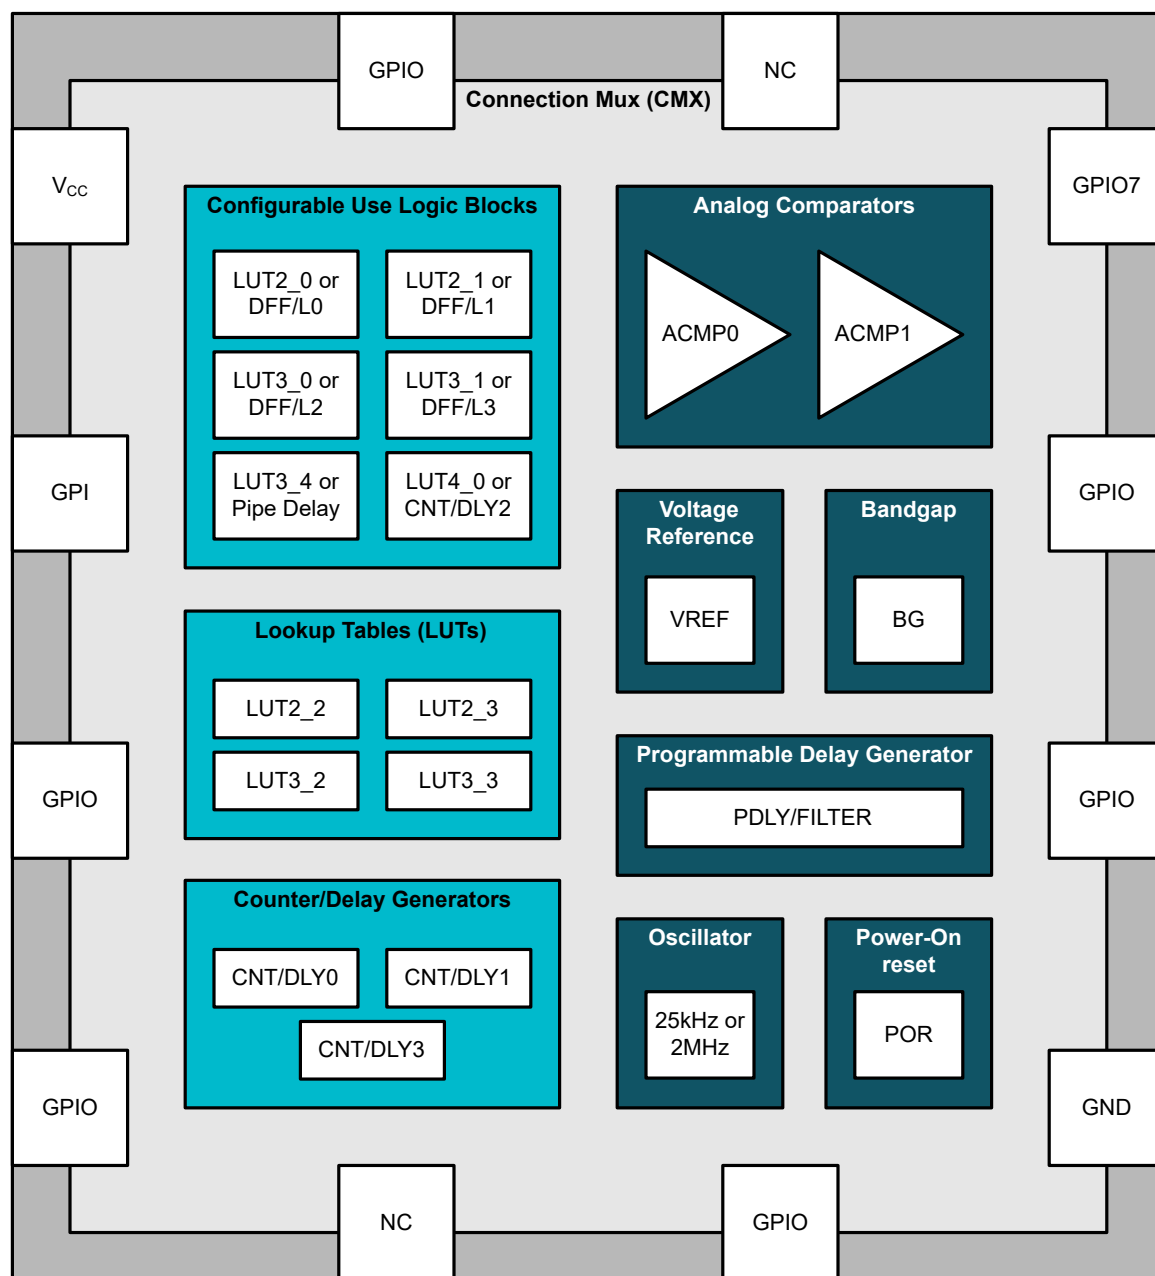 GPIO
NC
Connection Mux (CMX)
VCC
GPIO7
Configurable Use Logic Blocks
LUT2_0 or
DFF/L0
LUT2_1 or
DFF/L1
LUT3_0 or
DFF/L2
LUT3_1 or
DFF/L3
LUT3_4 or
Pipe Delay
LUT4_0 or
CNT/DLY2
Analog Comparators
ACMP0
ACMP1
GPI
GPIO
Voltage
Reference
VREF
Bandgap
BG
Lookup Tables (LUTs)
LUT2_2
LUT2_3
LUT3_2
LUT3_3
Programmable Delay Generator
PDLY/FILTER
GPIO
GPIO
Counter/Delay Generators
CNT/DLY0
CNT/DLY1
CNT/DLY3
Oscillator
25kHz or
2MHz
Power-On
reset
POR
GPIO
GND
NC
GPIO